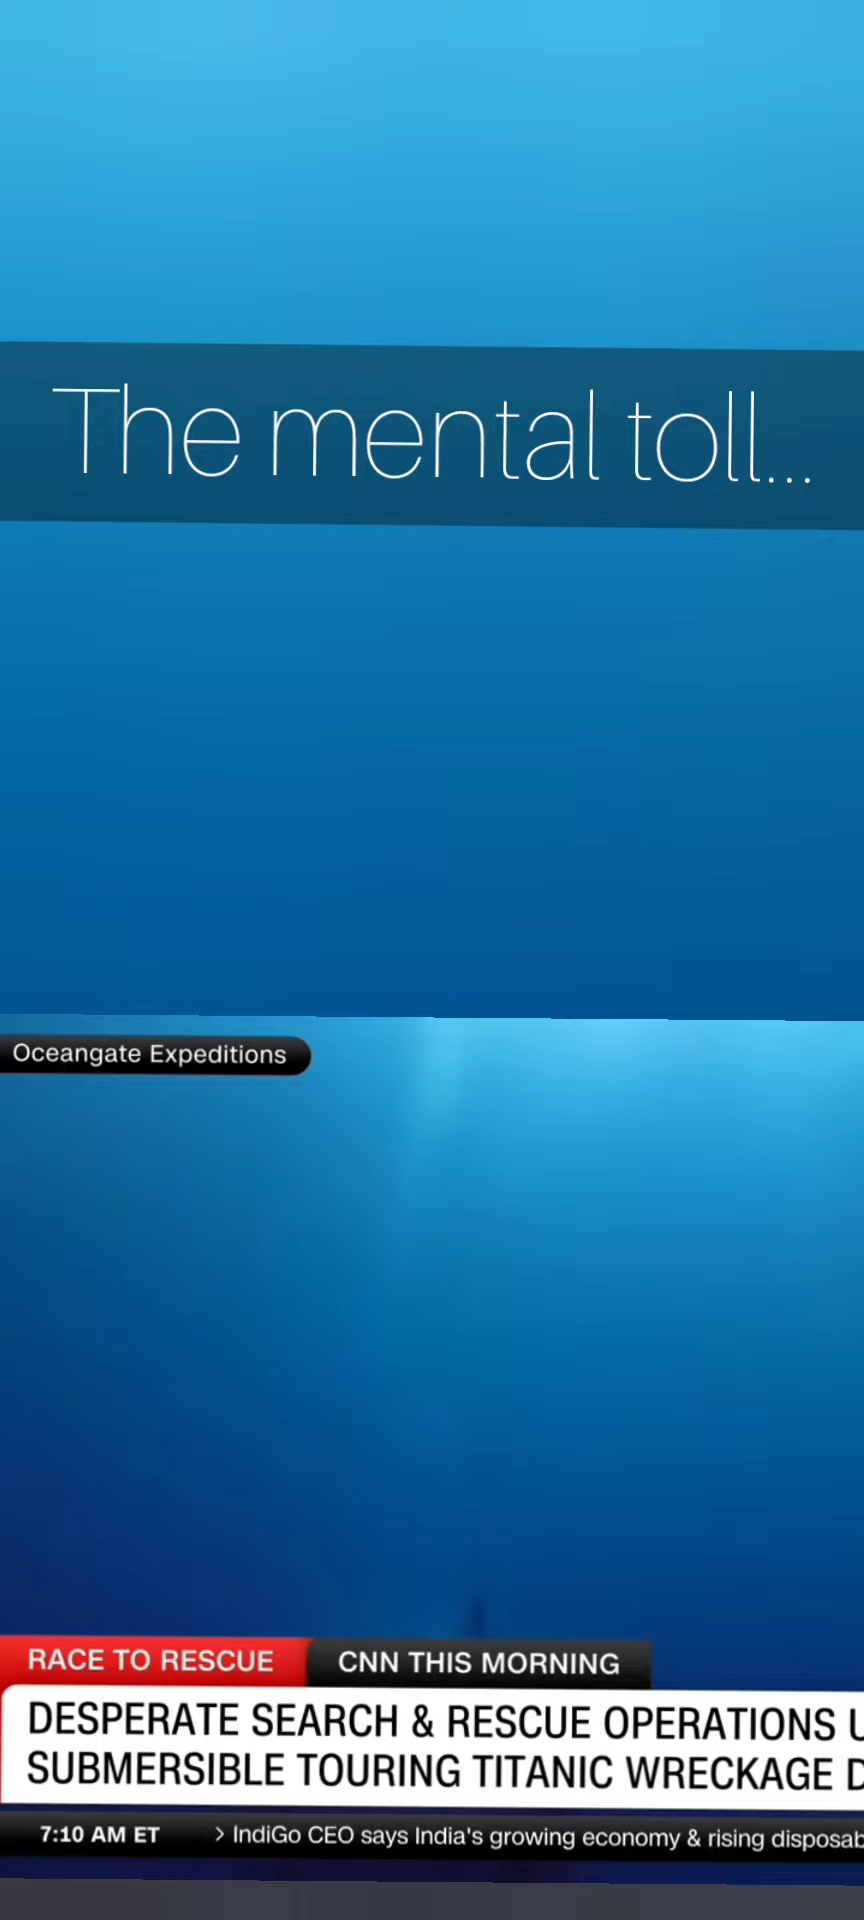 The mental toll...
Oceangate Expeditions
RACE TO RESCUE
CNN THIS MORNING
DESPERATE SEARCH & RESCUE OPERATIONS
SUBMERSIBLE TOURING TITANIC WRECKAGE
7:10 AM ET
> IndiGo CEO says India's growing economy & rising